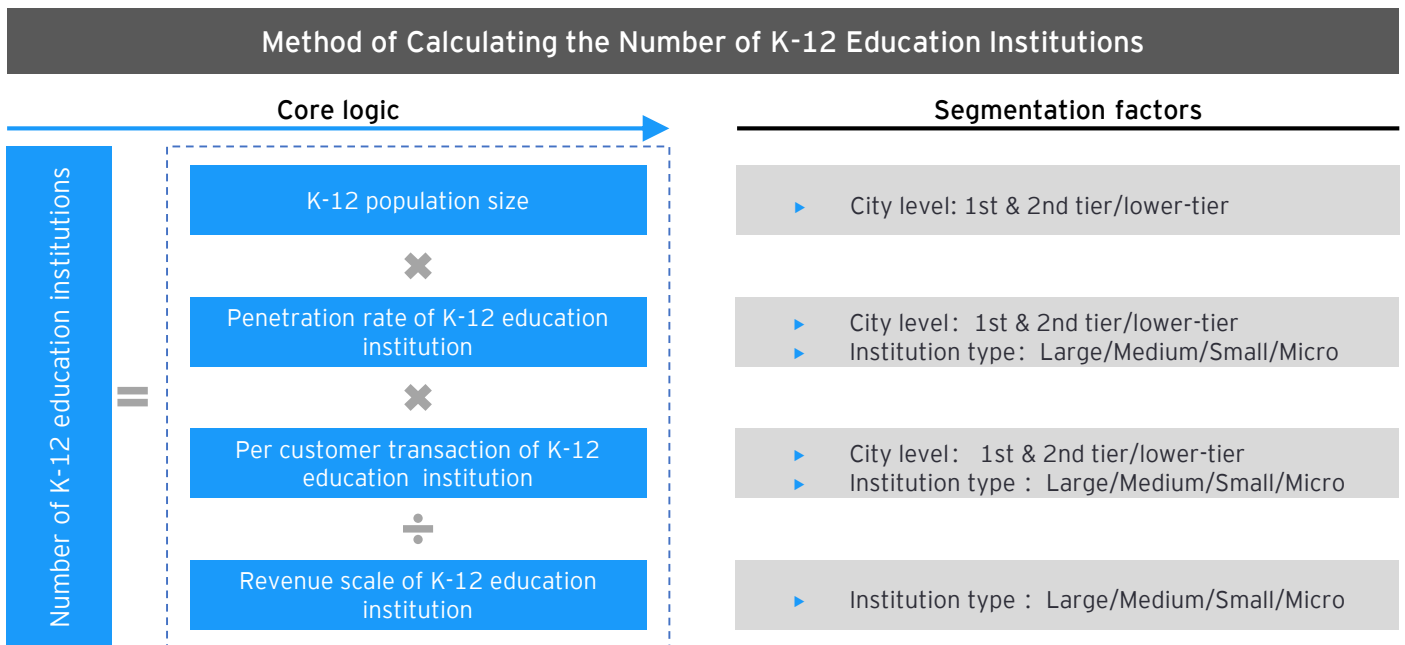 Method of Calculating the Number of K-12 Education Institutions
Core logic
Segmentation factors
Number of K-12 education institutions
=
K-12 population size
City level: 1st & 2nd tier/lower-tier
×
Penetration rate of K-12 education
institution
City level: 1st & 2nd tier/lower-tier
Institution type: Large/Medium/Small/Micro
×
Per customer transaction of K-12
education institution
City level: 1st & 2nd tier/lower-tier
Institution type : Large/Medium/Small/Micro
÷
Revenue scale of K-12 education
institution
Institution type : Large/Medium/Small/Micro